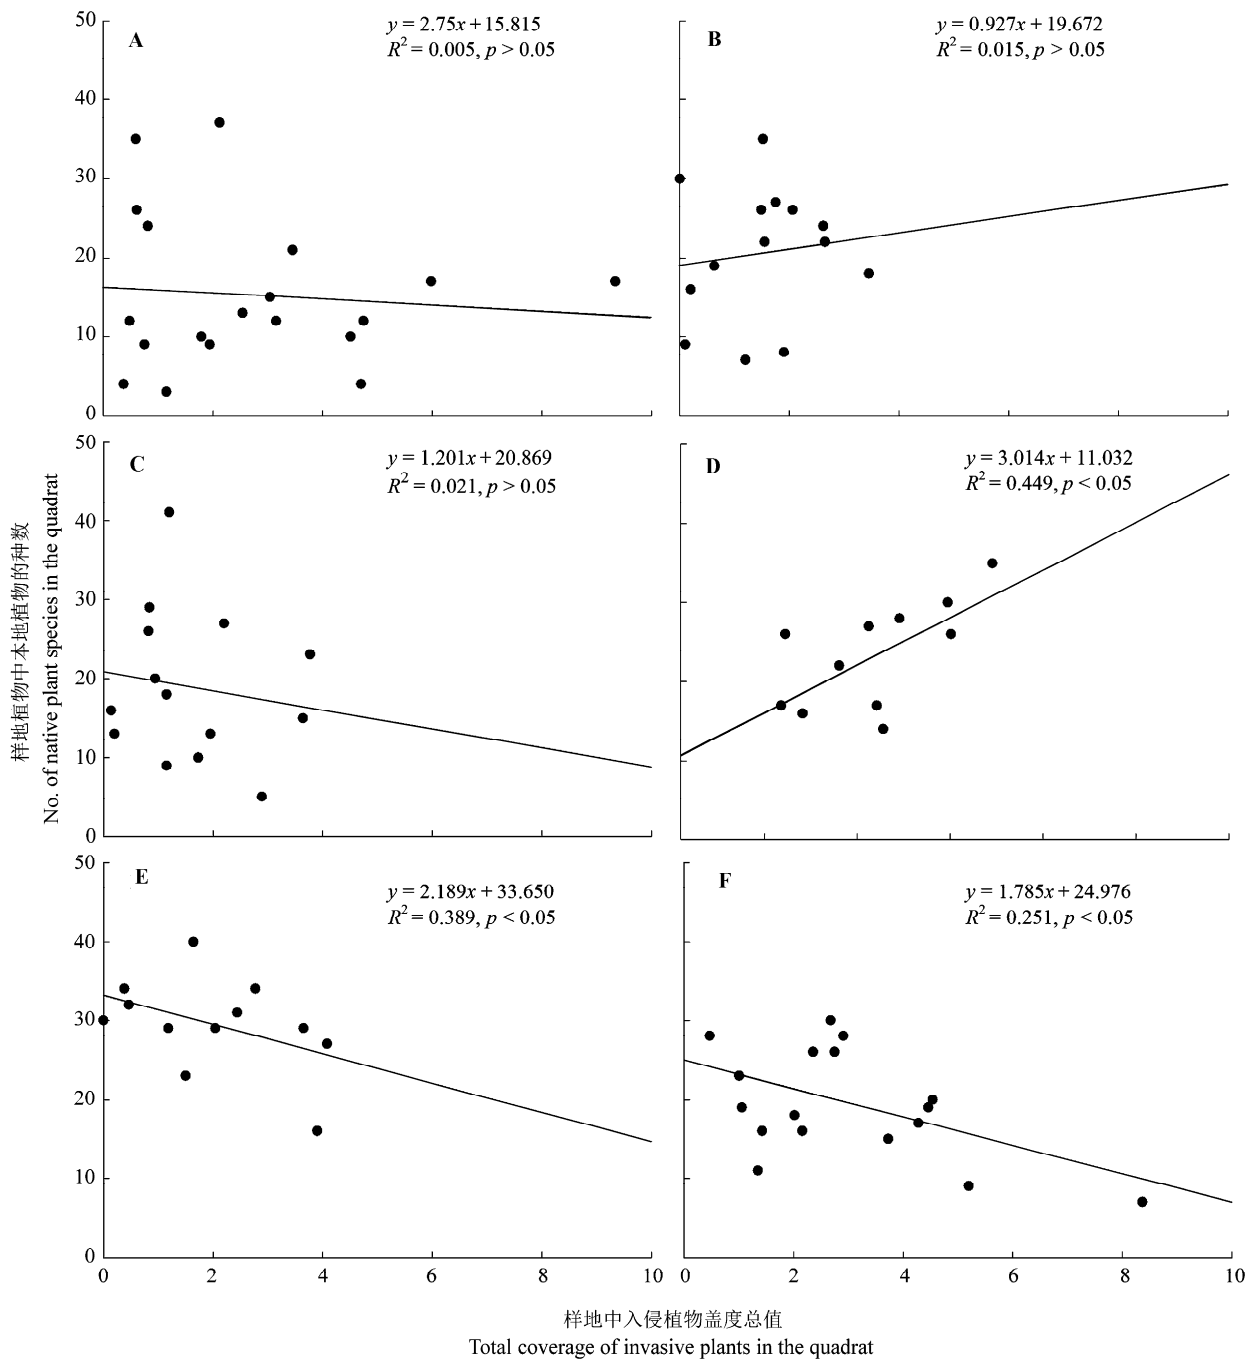 50
40
30
20
10
0
A
y = 2.75x + 15.815
R² = 0.005, p > 0.05
B
y = 0.927x + 19.672
R² = 0.015, p > 0.05
50
40
30
20
10
0
C
y = 1.201x + 20.869
R² = 0.021, p > 0.05
D
y = 3.014x + 11.032
R² = 0.449, p < 0.05
样地植物中本地植物的种数
No. of native plant species in the quadrat
50
40
30
20
10
0
E
y = 2.189x + 33.650
R² = 0.389, p < 0.05
F
y = 1.785x + 24.976
R² = 0.251, p < 0.05
0 2 4 6 8 10
0 2 4 6 8 10
样地中入侵植物盖度总值
Total coverage of invasive plants in the quadrat